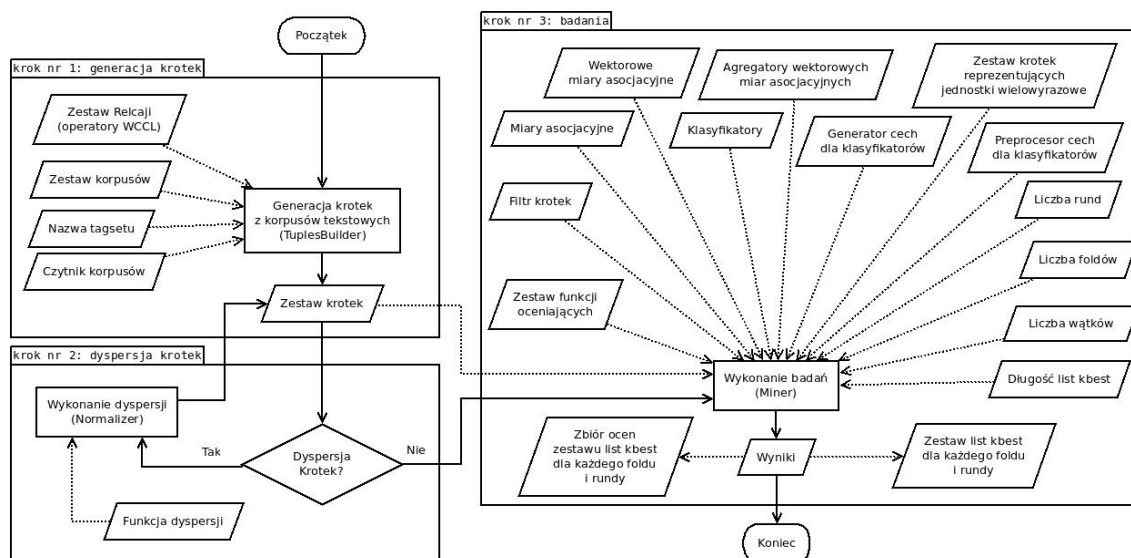 krok nr 3: badania
Początek
krok nr 1: generacja krotek
Zestaw Relcaji
(operatory WCCL)
Zestaw korpusów
Nazwa tagsetu
Czytnik korpusów
Generacja krotek
z korpusów tekstowych
(TuplesBuilder)
Zestaw krotek
krok nr 2: dyspersja krotek
Wykonanie dyspersji
(Normalizer)
Tak
Dyspersja
Krotek?
Nie
Funkcja dyspersji
Wektorowe
miary asocjacyjne
Agregatory wektorowych
miar asocjacyjnych
Zestaw krotek
reprezentujących
jednostki wielowyrazowe
Miary asocjacyjne
Klasyfikatory
Generator cech
dla klasyfikatorów
Preprocesor cech
dla klasyfikatorów
Filtr krotek
Liczba rund
Liczba foldów
Zestaw funkcji
oceniających
Liczba wątków
Wykonanie badań
(Miner)
Długość list kbest
Zbiór ocen
zestawu list kbest
dla każdego foldu
i rundy
Wyniki
Zestaw list kbest
dla każdego foldu
i rundy
Koniec